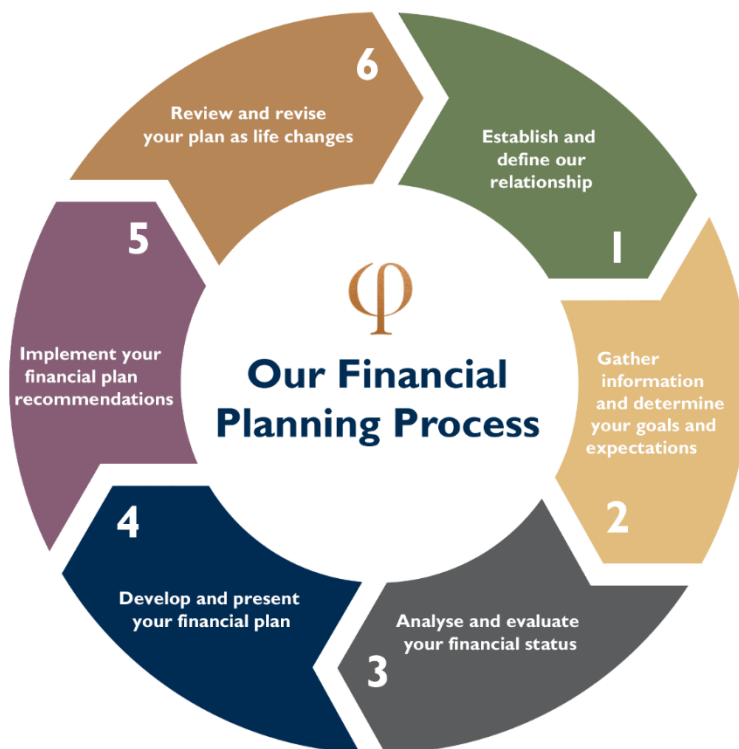 φ
Our Financial
Planning Process
1
Establish and
define our
relationship
2
Gather
information
and determine
your goals and
expectations
3
Analyse and evaluate
your financial status
4
Develop and present
your financial plan
5
Implement your
financial plan
recommendations
6
Review and revise
your plan as life changes